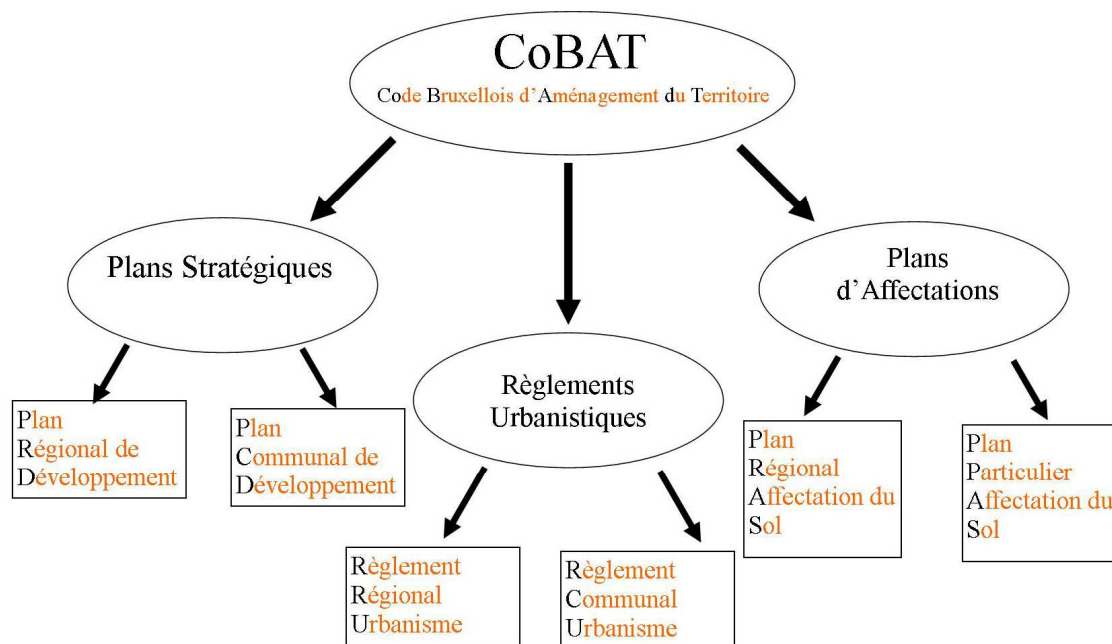 CoBAT
Code Bruxellois d'Aménagement du Territoire
Plans Stratégiques
Plans
d'Affectations
Règlements
Urbanistiques
Plan
Régional de
Développement
Plan
Communal de
Développement
Plan
Régional
Affectation du
Sol
Plan
Particulier
Affectation du
Sol
Règlement
Régional
Urbanisme
Règlement
Communal
Urbanisme